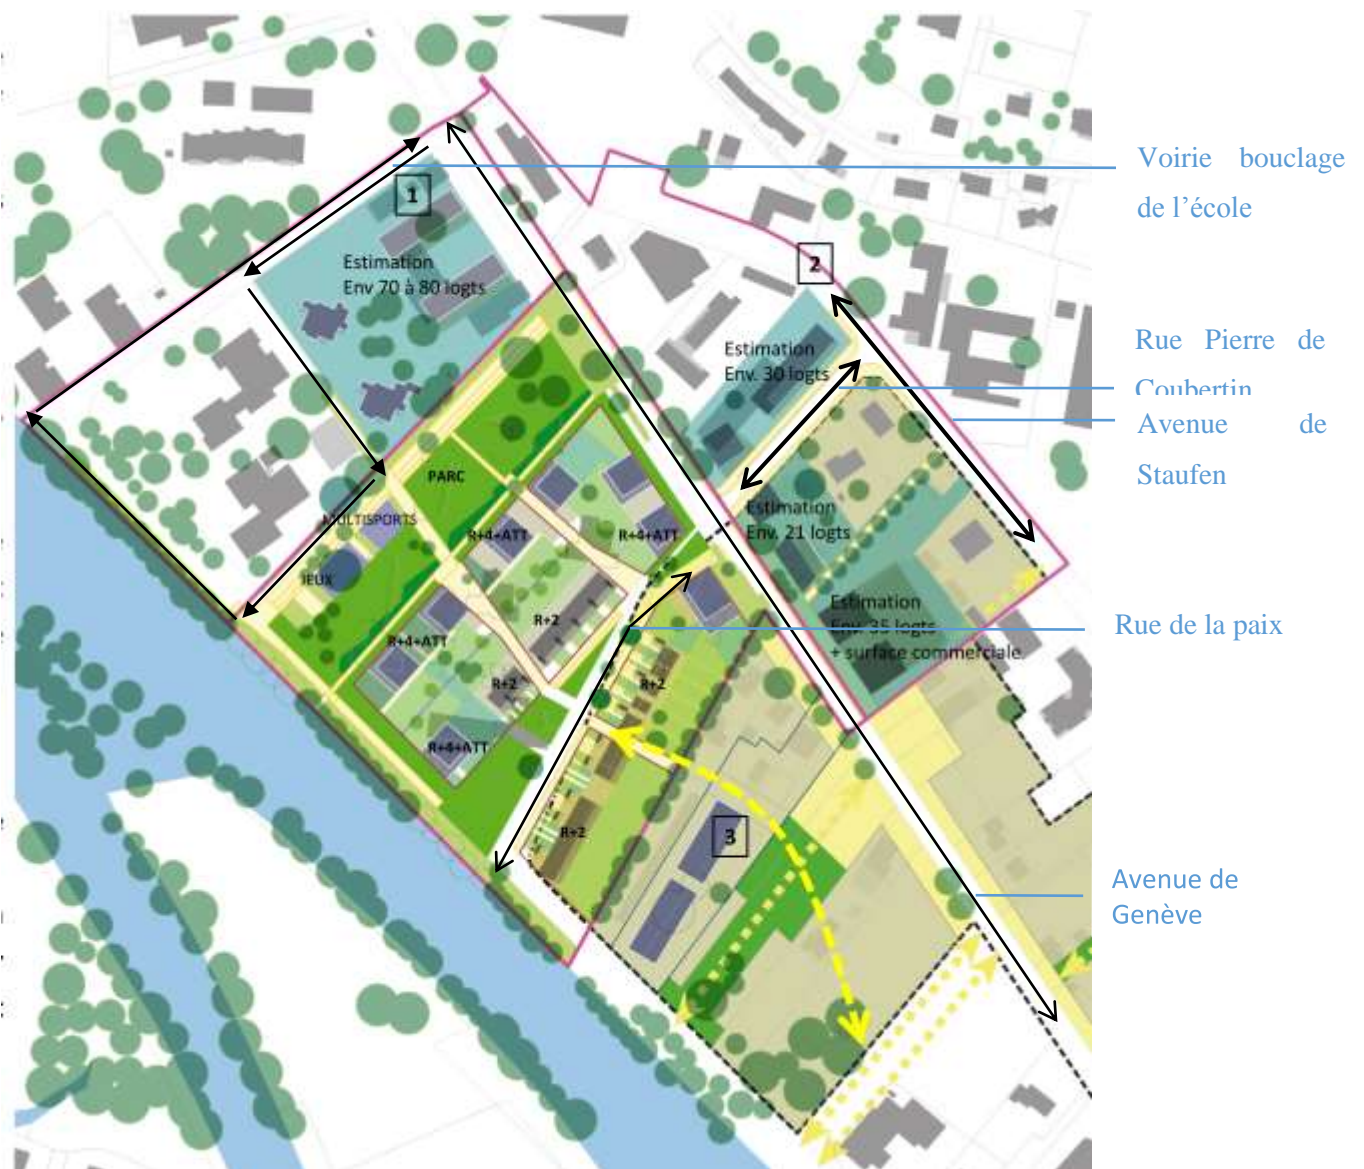 Voirie bouclage
de l’école
1
Estimation
Env 70 à 80 logts
2
Estimation
Env. 30 logts
Rue Pierre de
Coubertin
Avenue de
Staufen
PARC
MULTISPORTS
R+4+ATT
R+4+ATT
Estimation
Env. 21 logts
JEUX
R+2
Estimation
Env. 35 logts
+ surface commerciale
Rue de la paix
R+4+ATT
R+2
R+2
R+4+ATT
R+2
3
Avenue de
Genève